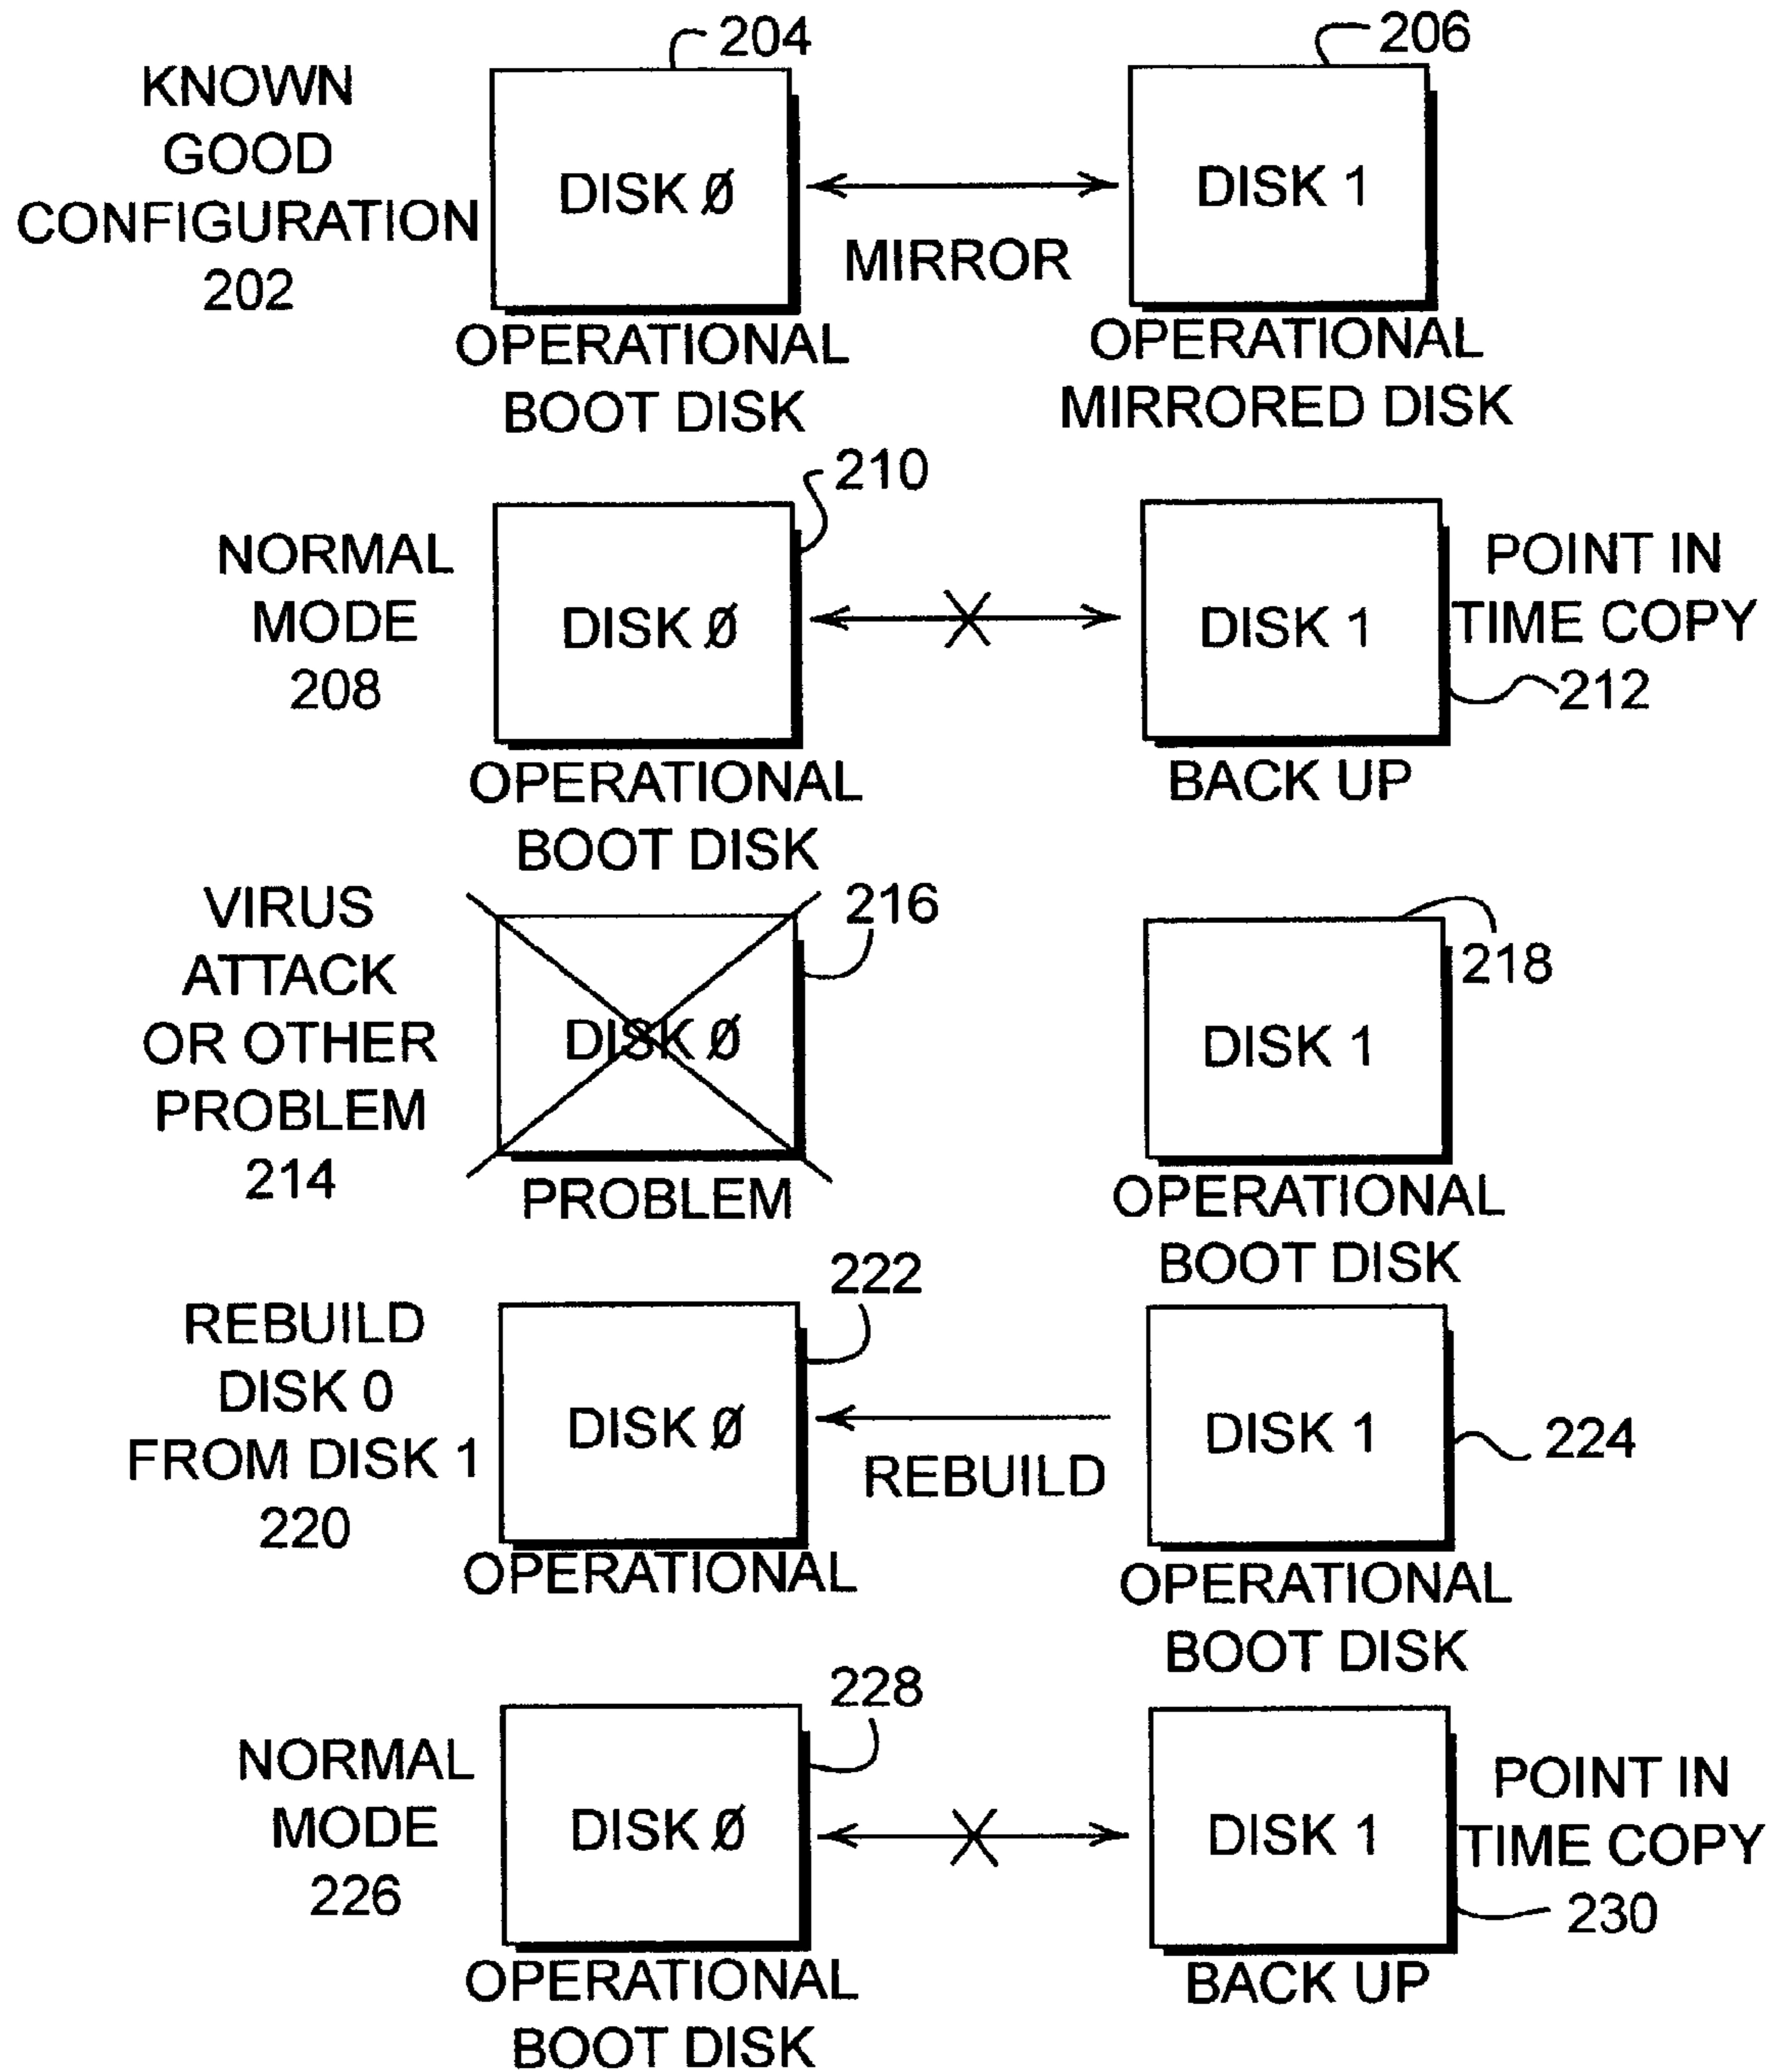 204
206
KNOWN
GOOD
CONFIGURATION
202
DISK Ø
MIRROR
DISK 1
OPERATIONAL
BOOT DISK
OPERATIONAL
MIRRORED DISK
210
NORMAL
MODE
208
DISK Ø
DISK 1
POINT IN
TIME COPY
212
OPERATIONAL
BOOT DISK
BACK UP
VIRUS
ATTACK
OR OTHER
PROBLEM
214
216
DISK Ø
PROBLEM
218
DISK 1
OPERATIONAL
BOOT DISK
REBUILD
DISK 0
FROM DISK 1
220
222
DISK Ø
REBUILD
DISK 1
224
OPERATIONAL
OPERATIONAL
BOOT DISK
228
NORMAL
MODE
226
DISK Ø
DISK 1
POINT IN
TIME COPY
230
OPERATIONAL
BOOT DISK
BACK UP